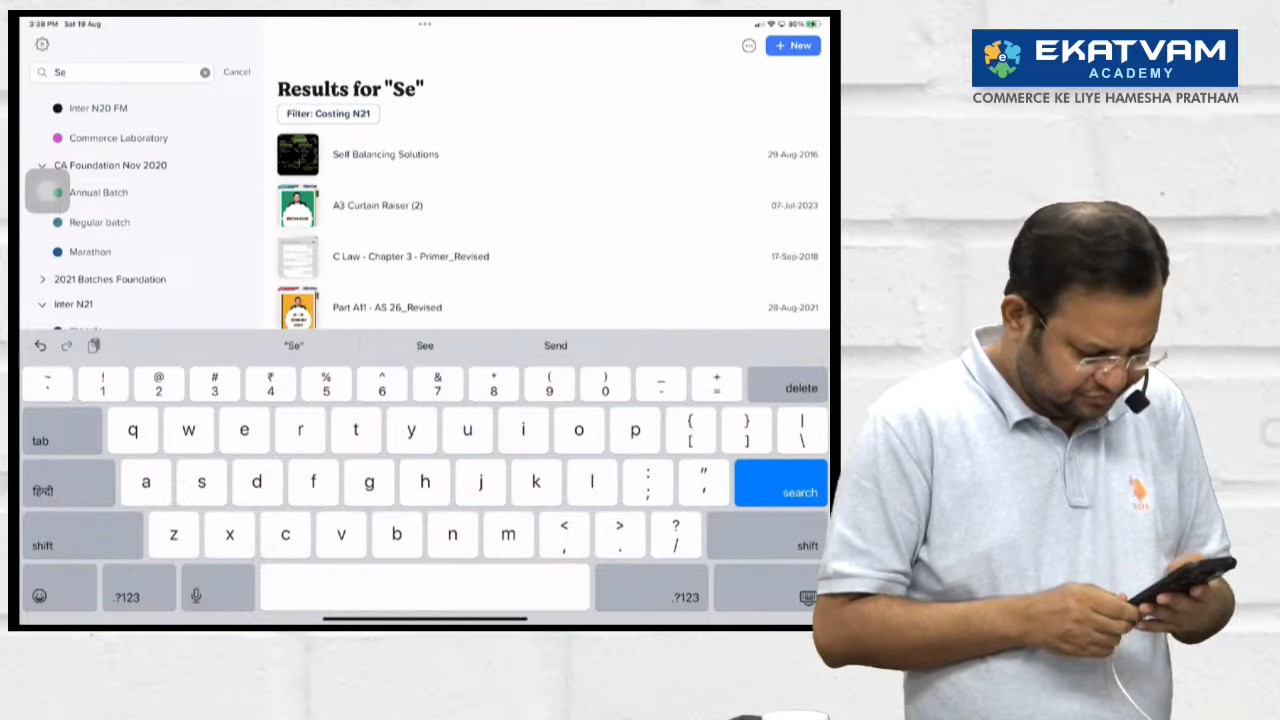 3:38 PM Sat 19 Aug
80%
Se
Cancel
Inter N20 FM
Commerce Laboratory
CA Foundation Nov 2020
Annual Batch
Regular batch
Marathon
2021 Batches Foundation
Inter N21
+ New
Results for "Se"
Filter: Costing N21
Self Balancing Solutions
29-Aug-2016
A3 Curtain Raiser (2)
07-Jul-2023
C Law - Chapter 3 - Primer_Revised
17-Sep-2018
Part A11 - AS 26_Revised
28-Aug-2021
"Se" See Send
~ ! @ # ₹ % ^ & * ( ) _ +
` 1 2 3 4 5 6 7 8 9 0 - = delete
tab q w e r t y u i o p { [ } ] | \
हिन्दी a s d f g h j k l : ; " ' search
shift z x c v b n m < , > . ? / shift
.?123 .?123
EKATVAM
ACADEMY
COMMERCE KE LIYE HAMESHA PRATHAM